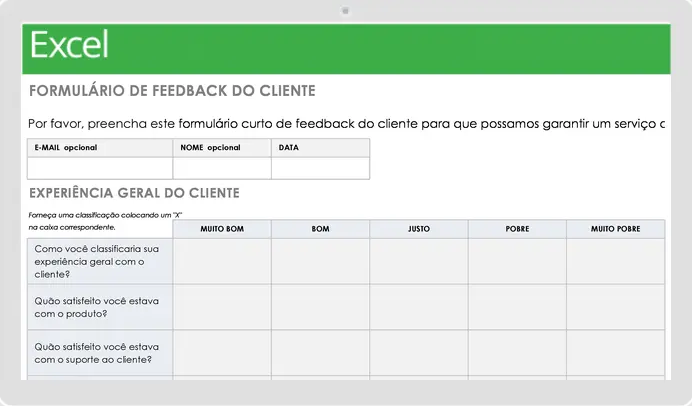 Excel
FORMULÁRIO DE FEEDBACK DO CLIENTE
Por favor, preencha este formulário curto de feedback do cliente para que possamos garantir um serviço
E-MAIL opcional NOME opcional DATA
EXPERIÊNCIA GERAL DO CLIENTE
Forneça uma classificação colocando um "X"
na caixa correspondente.
MUITO BOM BOM JUSTO POBRE MUITO POBRE
Como você classificaria sua
experiência geral com o
cliente?
Quão satisfeito você estava
com o produto?
Quão satisfeito você estava
com o suporte ao cliente?